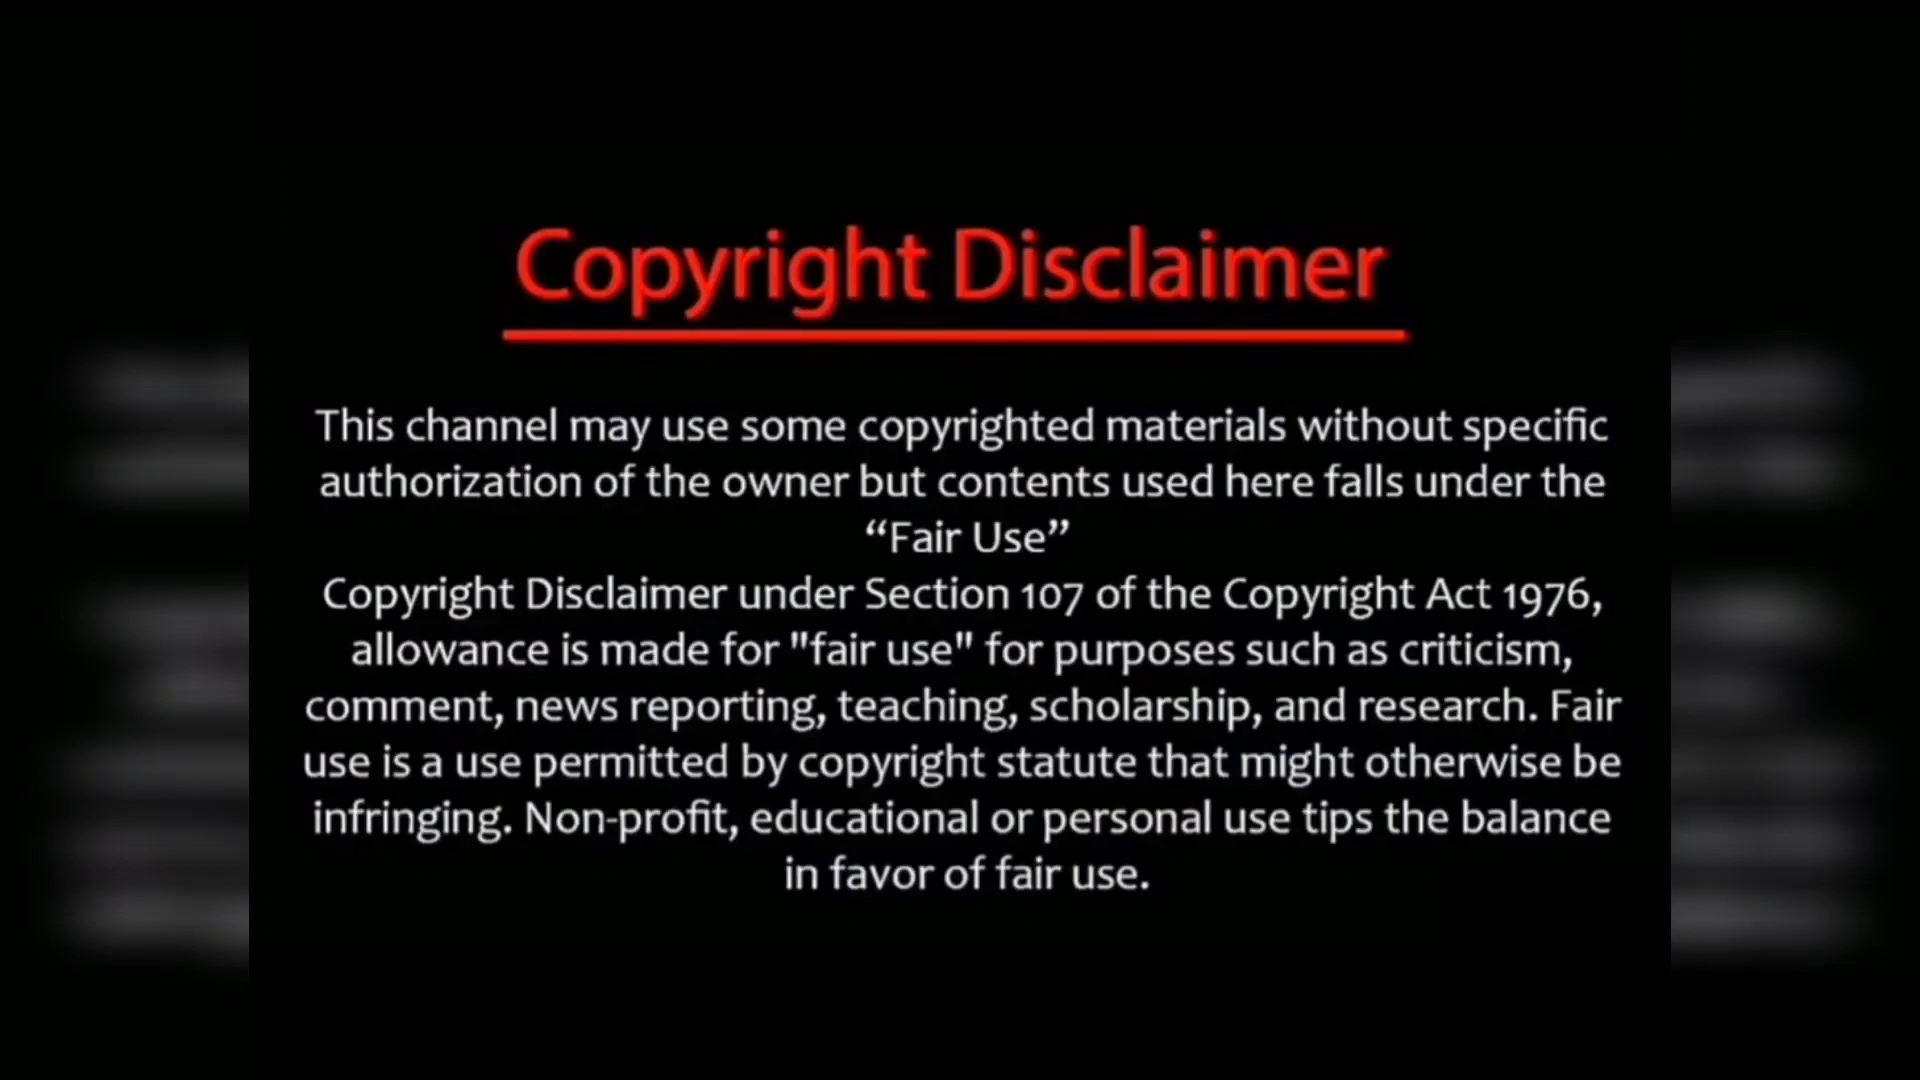 Copyright Disclaimer
This channel may use some copyrighted materials without specific
authorization of the owner but contents used here falls under the
“Fair Use”
Copyright Disclaimer under Section 107 of the Copyright Act 1976,
allowance is made for "fair use" for purposes such as criticism,
comment, news reporting, teaching, scholarship, and research. Fair
use is a use permitted by copyright statute that might otherwise be
infringing. Non-profit, educational or personal use tips the balance
in favor of fair use.